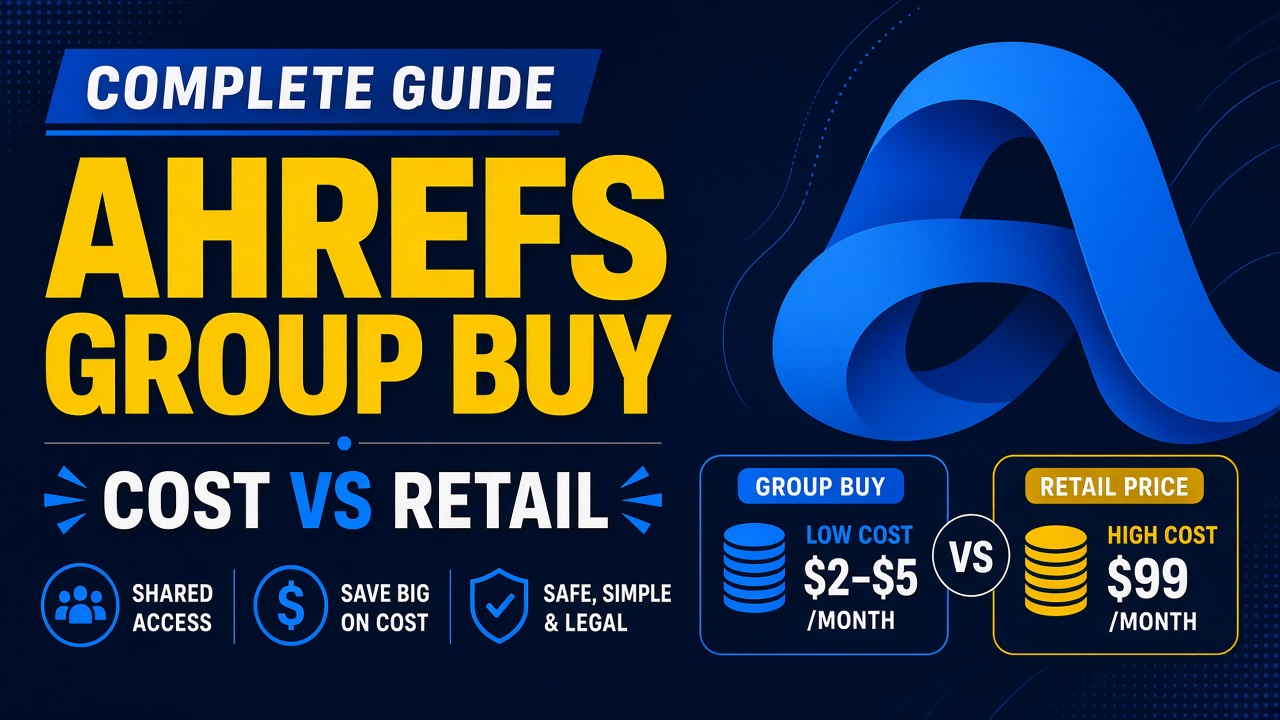 COMPLETE GUIDE
AHREFS
GROUP BUY
COST VS RETAIL
SHARED
ACCESS
$
SAVE BIG
ON COST
SAFE, SIMPLE
& LEGAL
GROUP BUY
LOW COST
$2–$5
/MONTH
VS
RETAIL PRICE
HIGH COST
$99
/MONTH